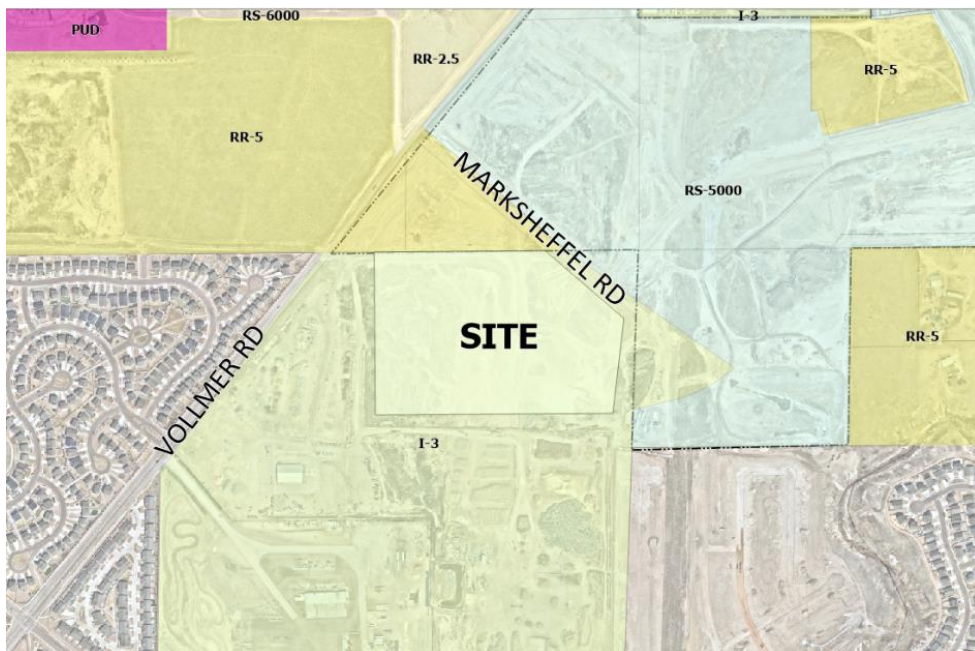 RS-6000
I-3
PUD
RR-2.5
RR-5
RR-5
MARKSHEFFEL RD
RS-5000
SITE
RR-5
VOLLMER RD
I-3